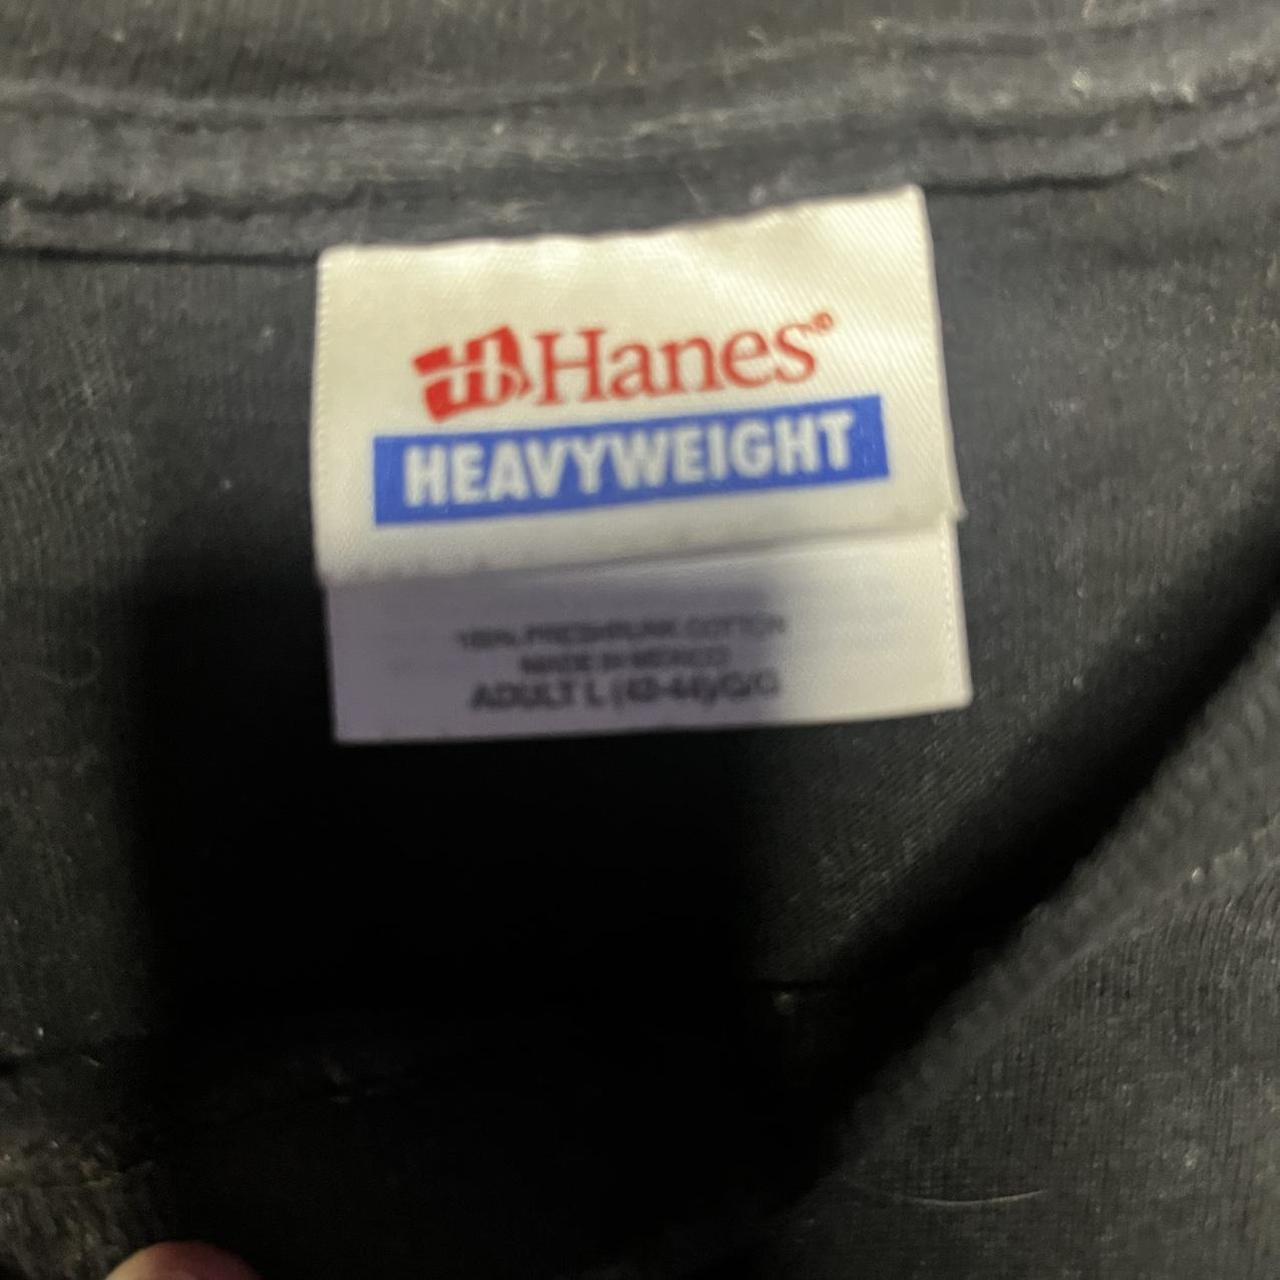 Hanes®
HEAVYWEIGHT
100% PRESHRUNK COTTON
MADE IN MEXICO
ADULT L (42-44)/G/G